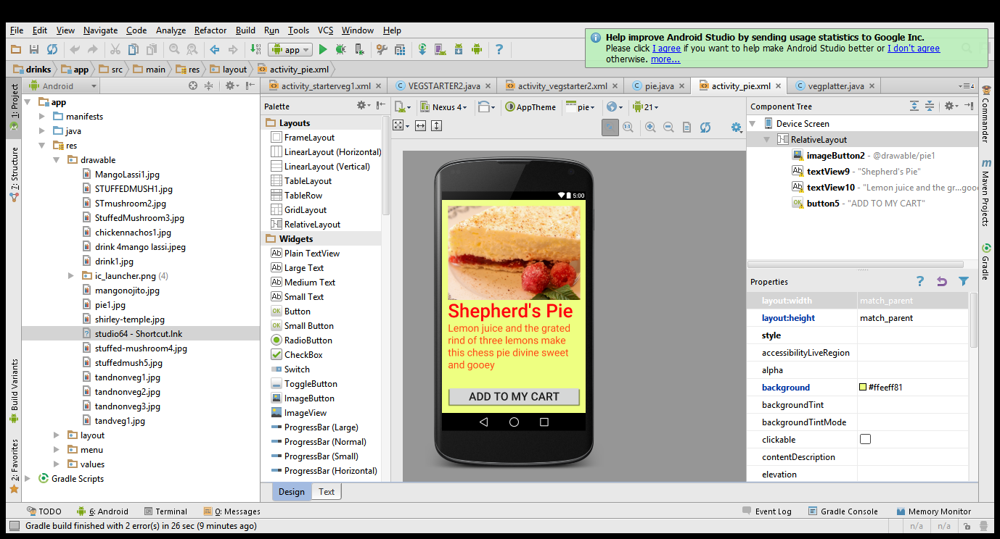 File Edit View Navigate Code Analyze Refactor Build Run Tools VCS Window Help
Help improve Android Studio by sending usage statistics to Google Inc.
Please click I agree if you want to help make Android Studio better or I don't agree
otherwise. more...
app
drinks app src main res layout activity_pie.xml
1: Project
7: Structure
Build Variants
2: Favorites
Android
app
manifests
java
res
drawable
MangoLassi1.jpg
STUFFEDMUSH1.jpg
STmushroom2.jpg
StuffedMushroom3.jpg
chickennachos1.jpg
drink 4mango lassi.jpeg
drink1.jpg
ic_launcher.png (4)
mangonojito.jpg
pie1.jpg
shirley-temple.jpg
studio64 - Shortcut.lnk
stuffed-mushroom4.jpg
stuffedmush5.jpg
tandnonveg1.jpg
tandnonveg2.jpg
tandnonveg3.jpg
tandveg1.jpg
layout
menu
values
Gradle Scripts
activity_starterveg1.xml VEGSTARTER2.java activity_vegstarter2.xml pie.java activity_pie.xml vegplatter.java
4
Palette
Layouts
FrameLayout
LinearLayout (Horizontal)
LinearLayout (Vertical)
TableLayout
TableRow
GridLayout
RelativeLayout
Widgets
Plain TextView
Large Text
Medium Text
Small Text
Button
Small Button
RadioButton
CheckBox
Switch
ToggleButton
ImageButton
ImageView
ProgressBar (Large)
ProgressBar (Normal)
ProgressBar (Small)
ProgressBar (Horizontal)
Nexus 4 AppTheme pie 21
1:1
5:00
Shepherd's Pie
Lemon juice and the grated
rind of three lemons make
this chess pie divine sweet
and gooey
ADD TO MY CART
Design Text
Component Tree
Device Screen
RelativeLayout
imageButton2 - @drawable/pie1
Ab textView9 - "Shepherd's Pie"
Ab textView10 - "Lemon juice and the gr...gooe
OK button5 - "ADD TO MY CART"
Properties
layout:width match_parent
layout:height match_parent
style
accessibilityLiveRegion
alpha
background #ffeeff81
backgroundTint
backgroundTintMode
clickable
contentDescription
elevation
Commander
Maven Projects
Gradle
TODO 6: Android Terminal 0: Messages Event Log Gradle Console Memory Monitor
Gradle build finished with 2 error(s) in 26 sec (9 minutes ago) n/a n/a